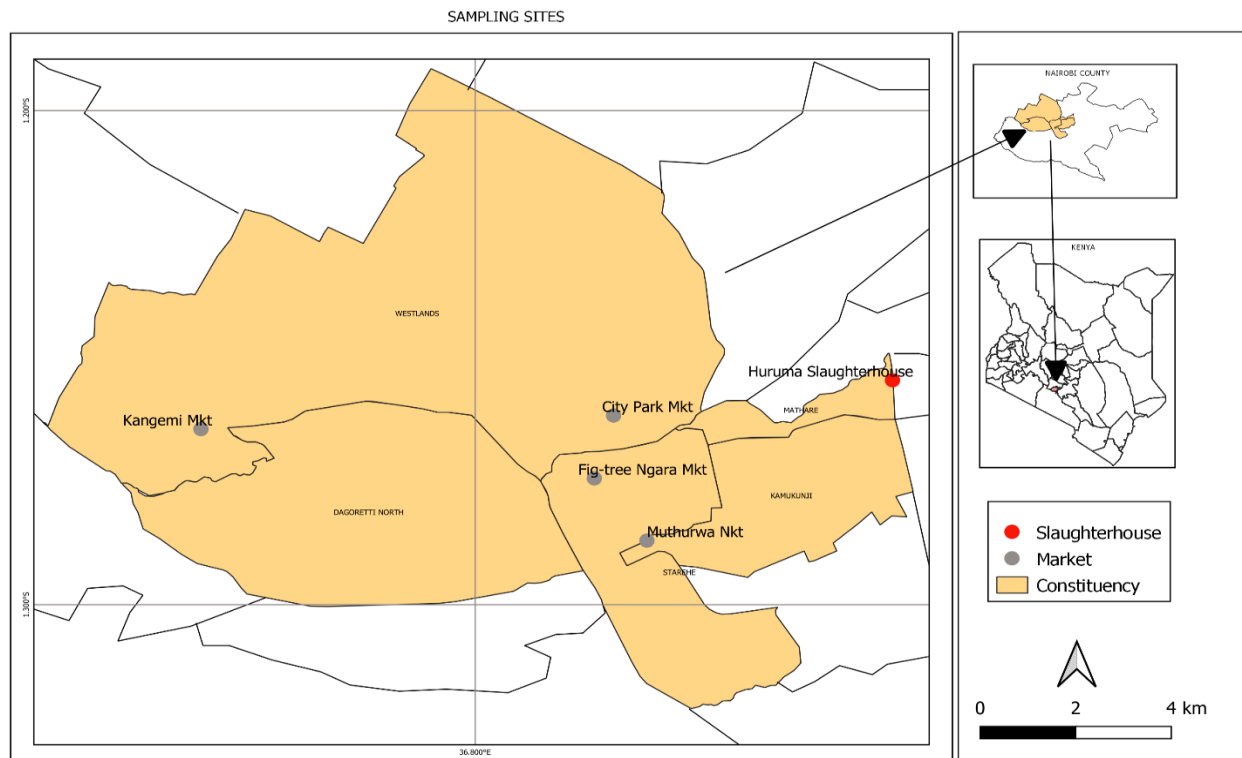 SAMPLING SITES
1.200°S
WESTLANDS
Huruma Slaughterhouse
MATHARE
City Park Mkt
Kangemi Mkt
Fig-tree Ngara Mkt
KAMUKUNJI
DAGORETTI NORTH
Muthurwa Nkt
STAREHE
1.300°S
36.800°E
NAIROBI COUNTY
KENYA
Slaughterhouse
Market
Constituency
0 2 4 km